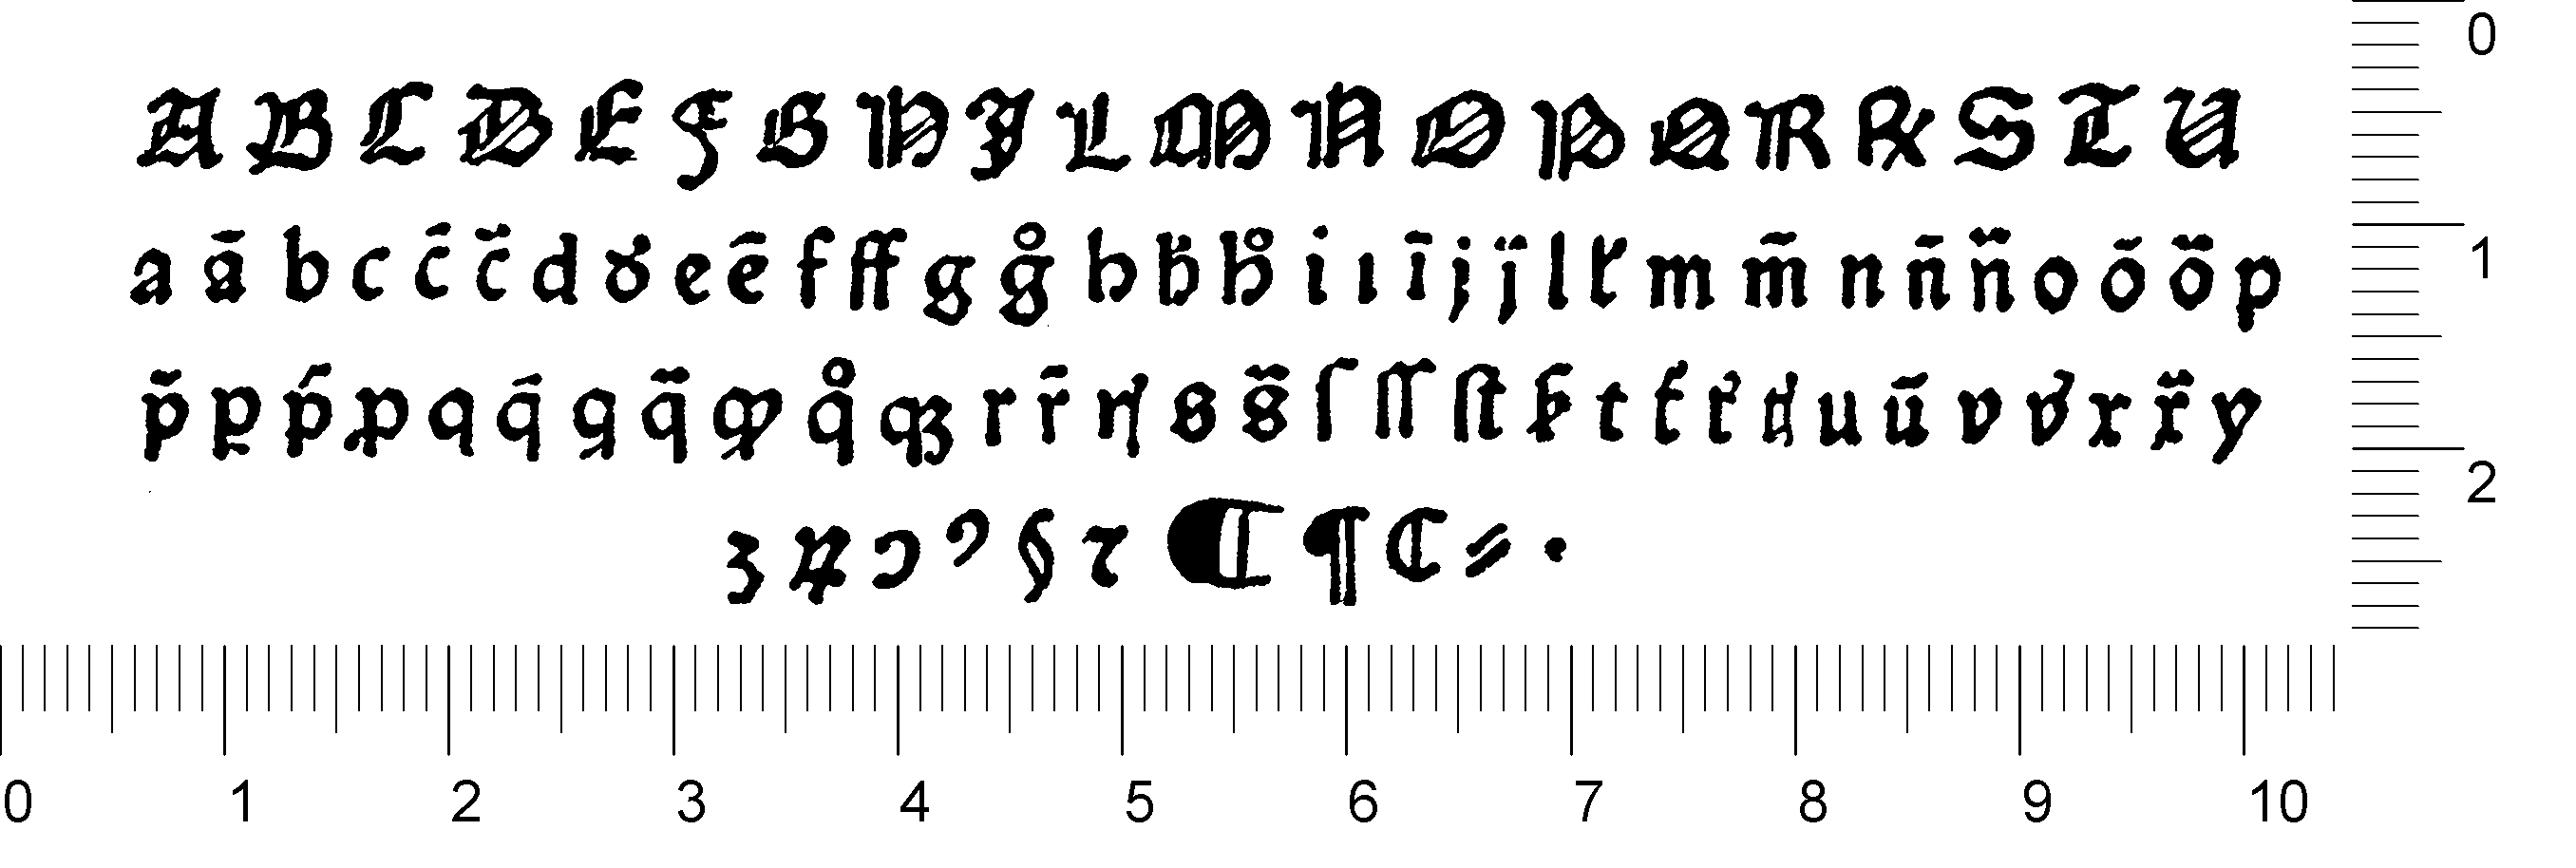 A B C D E F G H I L M N O P Q R ℞ S T U
a ā b c c̄ c̃ d ꝺ e ē f ff g g̊ h h̄ h̊ i ı ī j j̈ l ł m m̄ n n̄ n̈ o ō õ p
p̄ ꝑ ṕ ꝓ q q̄ ꝗ q̃ ꝙ q̊ qꝫ r r̄ s s̃ ſ ſſ ſt t u ū v x x̃ y
ꝫ ꝝ ꝯ ꝰ ꝛ ¶ ¶ ℂ ⸗ ·
0
1
2
0 1 2 3 4 5 6 7 8 9 10